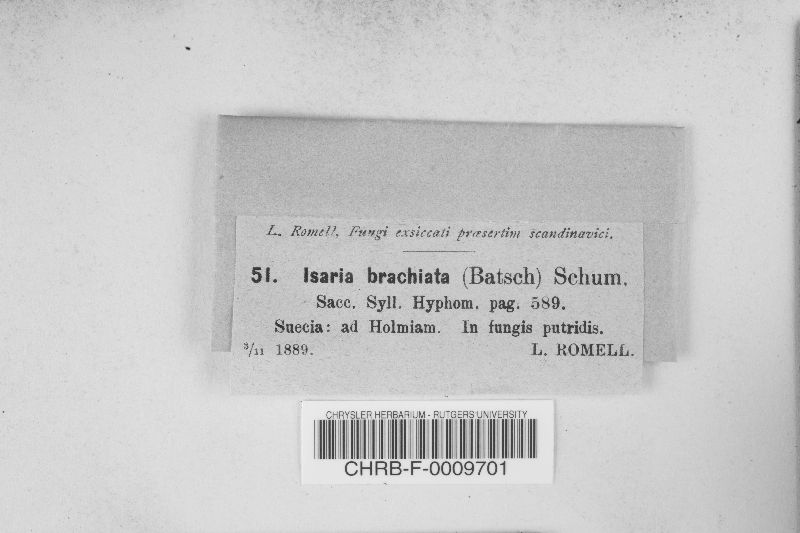 L. Romell, Fungi exsiccati præsertim scandinavici.
51. Isaria brachiata (Batsch) Schum.
Sacc. Syll. Hyphom. pag. 589.
Suecia: ad Holmiam. In fungis putridis.
3/11 1889. L. ROMELL.
CHRYSLER HERBARIUM - RUTGERS UNIVERSITY
CHRB-F-0009701